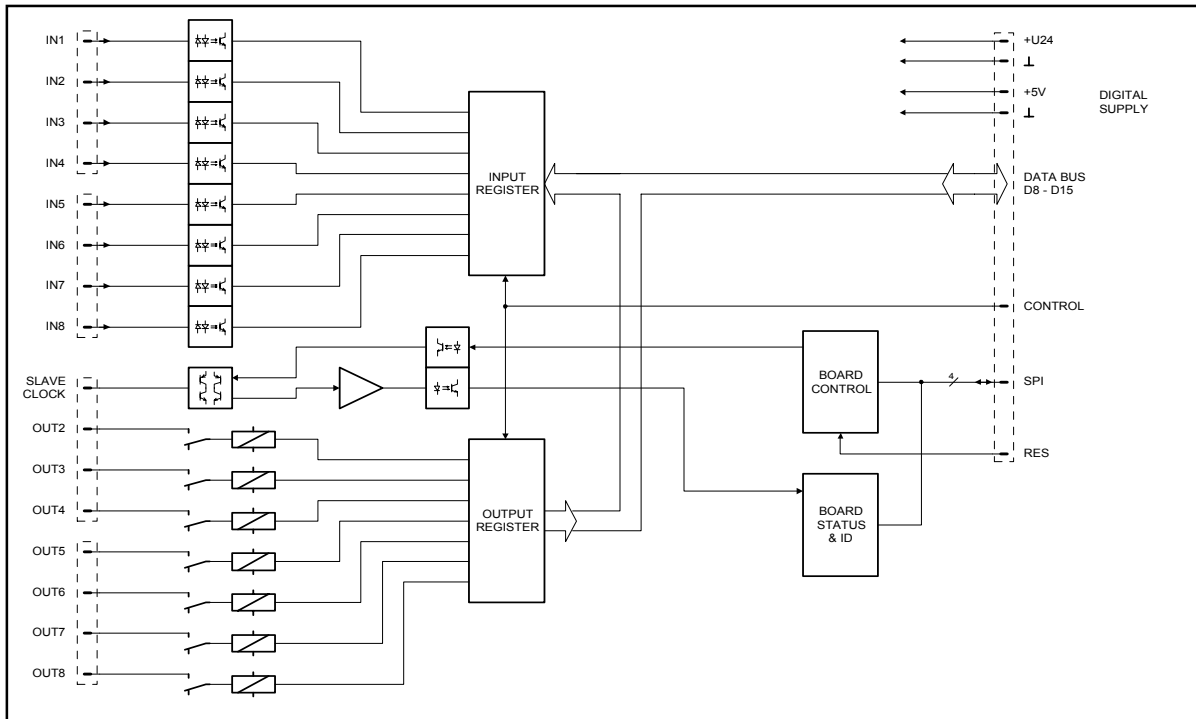 IN1
IN2
IN3
IN4
IN5
IN6
IN7
IN8
SLAVE
CLOCK
OUT2
OUT3
OUT4
OUT5
OUT6
OUT7
OUT8
INPUT
REGISTER
OUTPUT
REGISTER
BOARD
CONTROL
BOARD
STATUS
& ID
4
+U24
+5V
DIGITAL
SUPPLY
DATA BUS
D8 - D15
CONTROL
SPI
RES